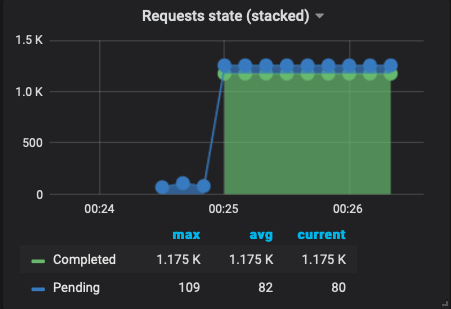 Requests state (stacked)
1.5 K
1.0 K
500
0
00:24 00:25 00:26
max avg current
Completed 1.175 K 1.175 K 1.175 K
Pending 109 82 80